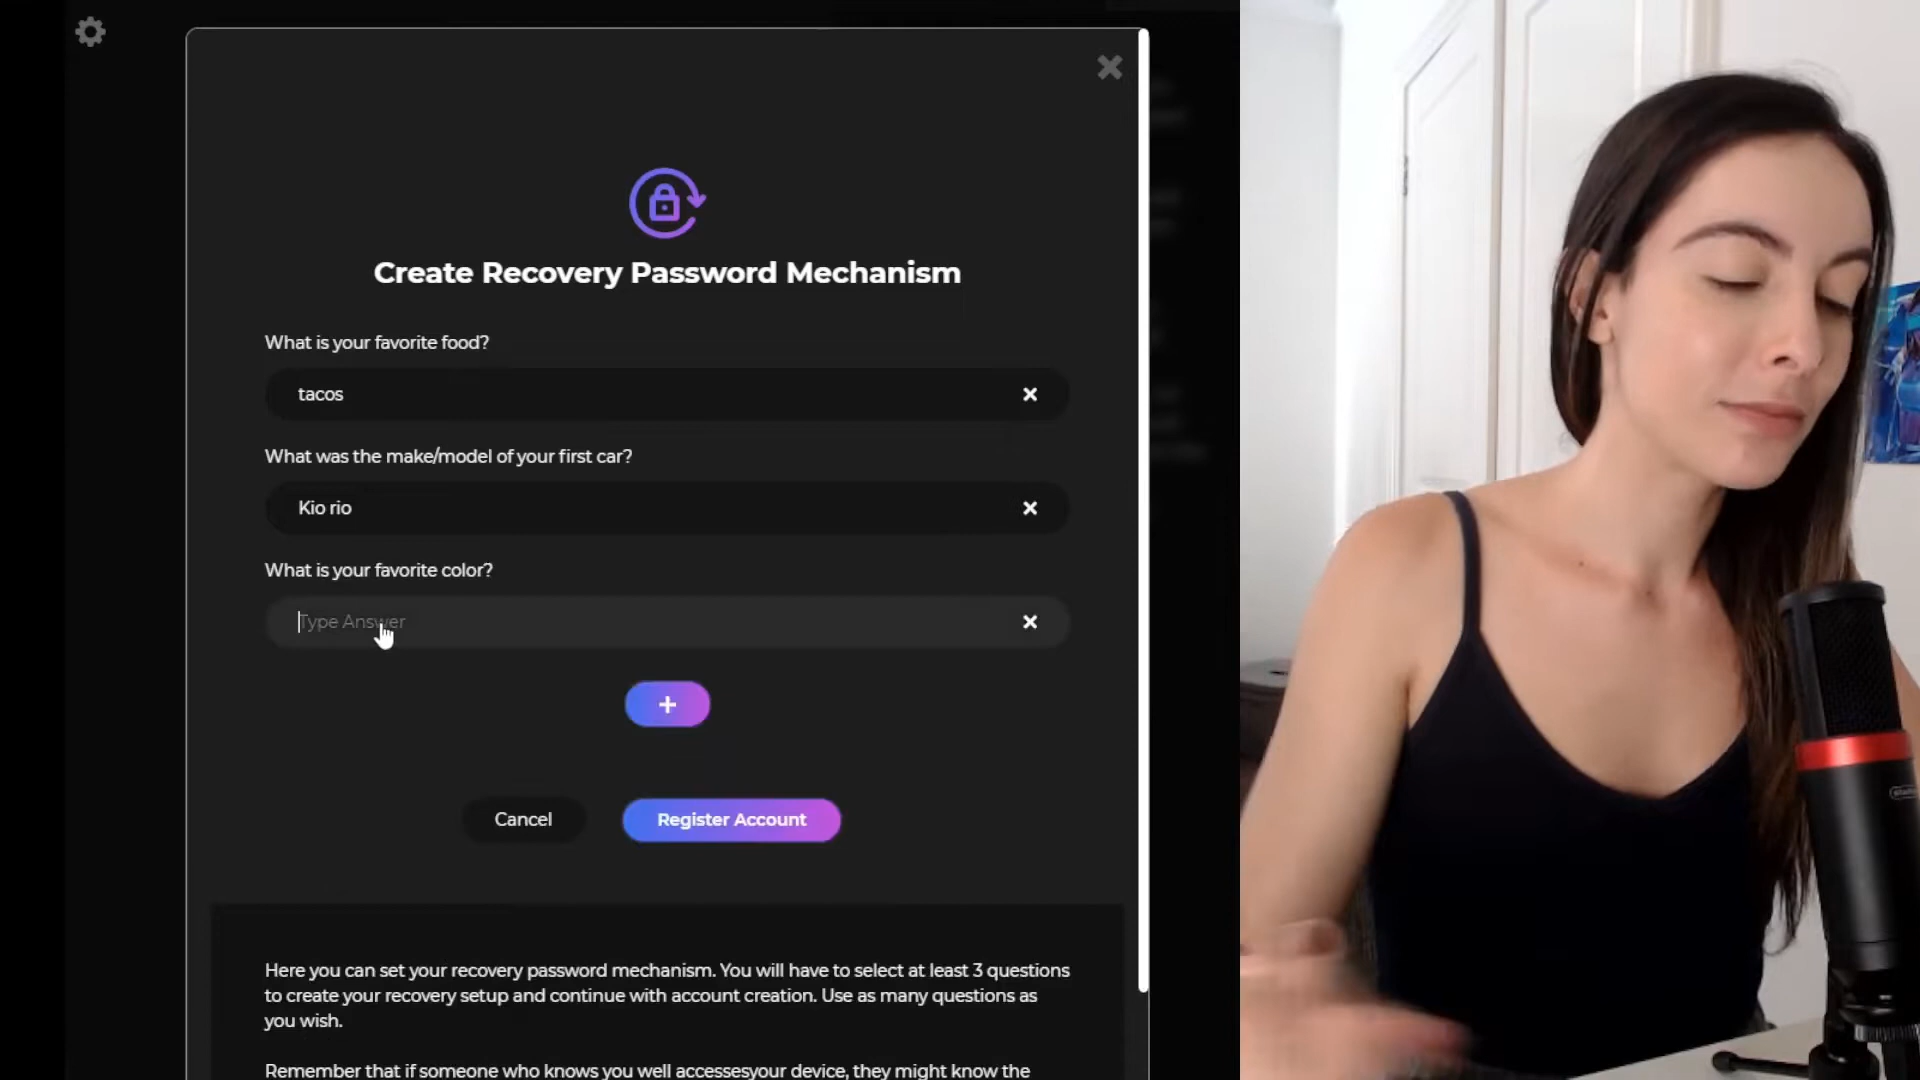 Create Recovery Password Mechanism
What is your favorite food?
tacos
What was the make/model of your first car?
Kio rio
What is your favorite color?
Type Answer
Cancel
Register Account
Here you can set your recovery password mechanism. You will have to select at least 3 questions
to create your recovery setup and continue with account creation. Use as many questions as
you wish.
Remember that if someone who knows you well accessesyour device, they might know the